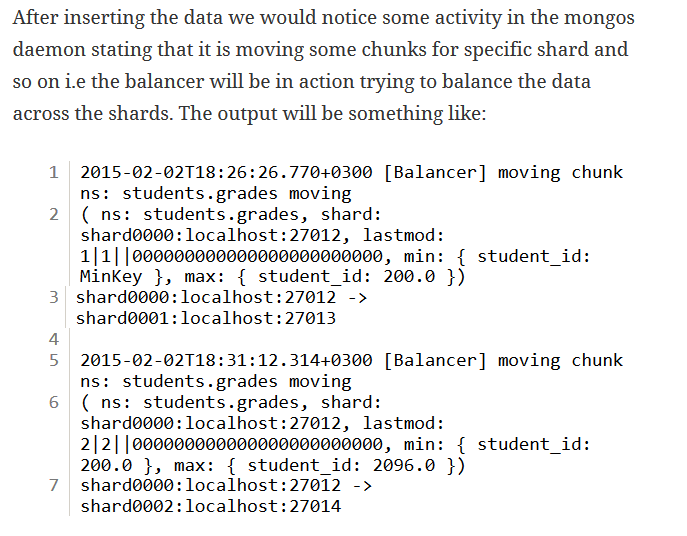 After inserting the data we would notice some activity in the mongos
daemon stating that it is moving some chunks for specific shard and
so on i.e the balancer will be in action trying to balance the data
across the shards. The output will be something like:
1 2015-02-02T18:26:26.770+0300 [Balancer] moving chunk
ns: students.grades moving
2 ( ns: students.grades, shard:
shard0000:localhost:27012, lastmod:
1|1||000000000000000000000000, min: { student_id:
MinKey }, max: { student_id: 200.0 })
3 shard0000:localhost:27012 ->
shard0001:localhost:27013
4
5 2015-02-02T18:31:12.314+0300 [Balancer] moving chunk
ns: students.grades moving
6 ( ns: students.grades, shard:
shard0000:localhost:27012, lastmod:
2|2||000000000000000000000000, min: { student_id:
200.0 }, max: { student_id: 2096.0 })
7 shard0000:localhost:27012 ->
shard0002:localhost:27014